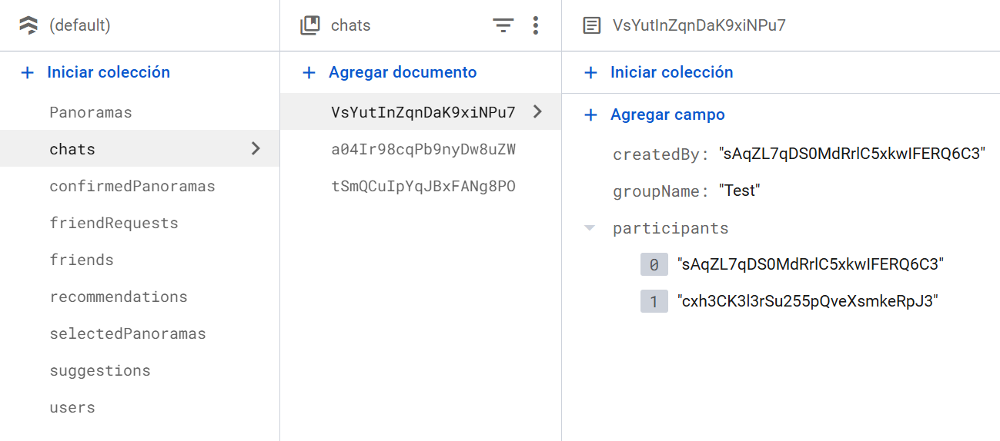 (default)
Iniciar colección
Panoramas
chats
confirmedPanoramas
friendRequests
friends
recommendations
selectedPanoramas
suggestions
users
chats
Agregar documento
VsYutInZqnDaK9xiNPu7
a04Ir98cqPb9nyDw8uZW
tSmQCuIpYqJBxFANg8PO
VsYutInZqnDaK9xiNPu7
Iniciar colección
Agregar campo
createdBy: "sAqZL7qDS0MdRrlC5xkwIFERQ6C3"
groupName: "Test"
participants
0 "sAqZL7qDS0MdRrlC5xkwIFERQ6C3"
1 "cxh3CK3l3rSu255pQveXsmkeRpJ3"